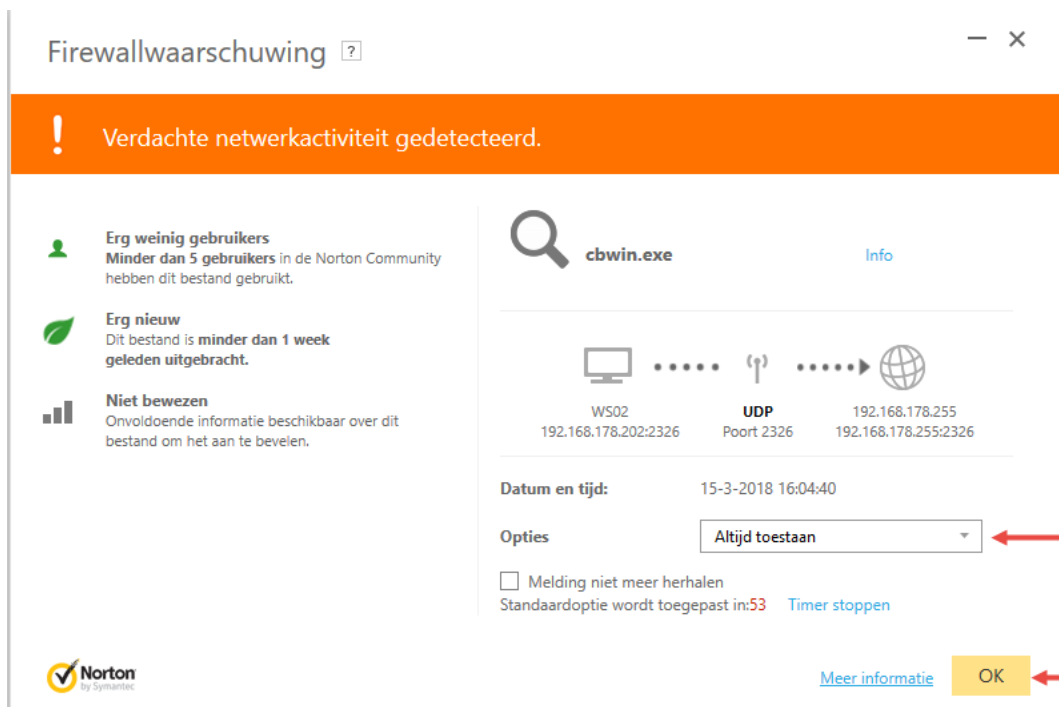 Firewallwaarschuwing ?
! Verdachte netwerkactiviteit gedetecteerd.
Erg weinig gebruikers
Minder dan 5 gebruikers in de Norton Community
hebben dit bestand gebruikt.
Erg nieuw
Dit bestand is minder dan 1 week
geleden uitgebracht.
Niet bewezen
Onvoldoende informatie beschikbaar over dit
bestand om het aan te bevelen.
cbwin.exe Info
WS02 UDP 192.168.178.255
192.168.178.202:2326 Poort 2326 192.168.178.255:2326
Datum en tijd: 15-3-2018 16:04:40
Opties Altijd toestaan
Melding niet meer herhalen
Standaardoptie wordt toegepast in:53 Timer stoppen
Norton
by Symantec
Meer informatie OK